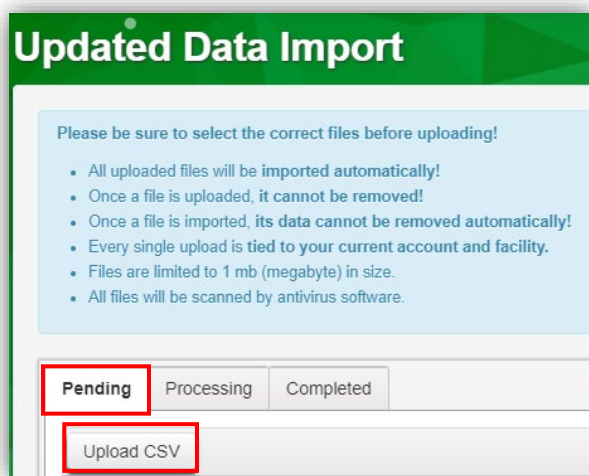 Updated Data Import
Please be sure to select the correct files before uploading!
• All uploaded files will be imported automatically!
• Once a file is uploaded, it cannot be removed!
• Once a file is imported, its data cannot be removed automatically!
• Every single upload is tied to your current account and facility.
• Files are limited to 1 mb (megabyte) in size.
• All files will be scanned by antivirus software.
Pending Processing Completed
Upload CSV